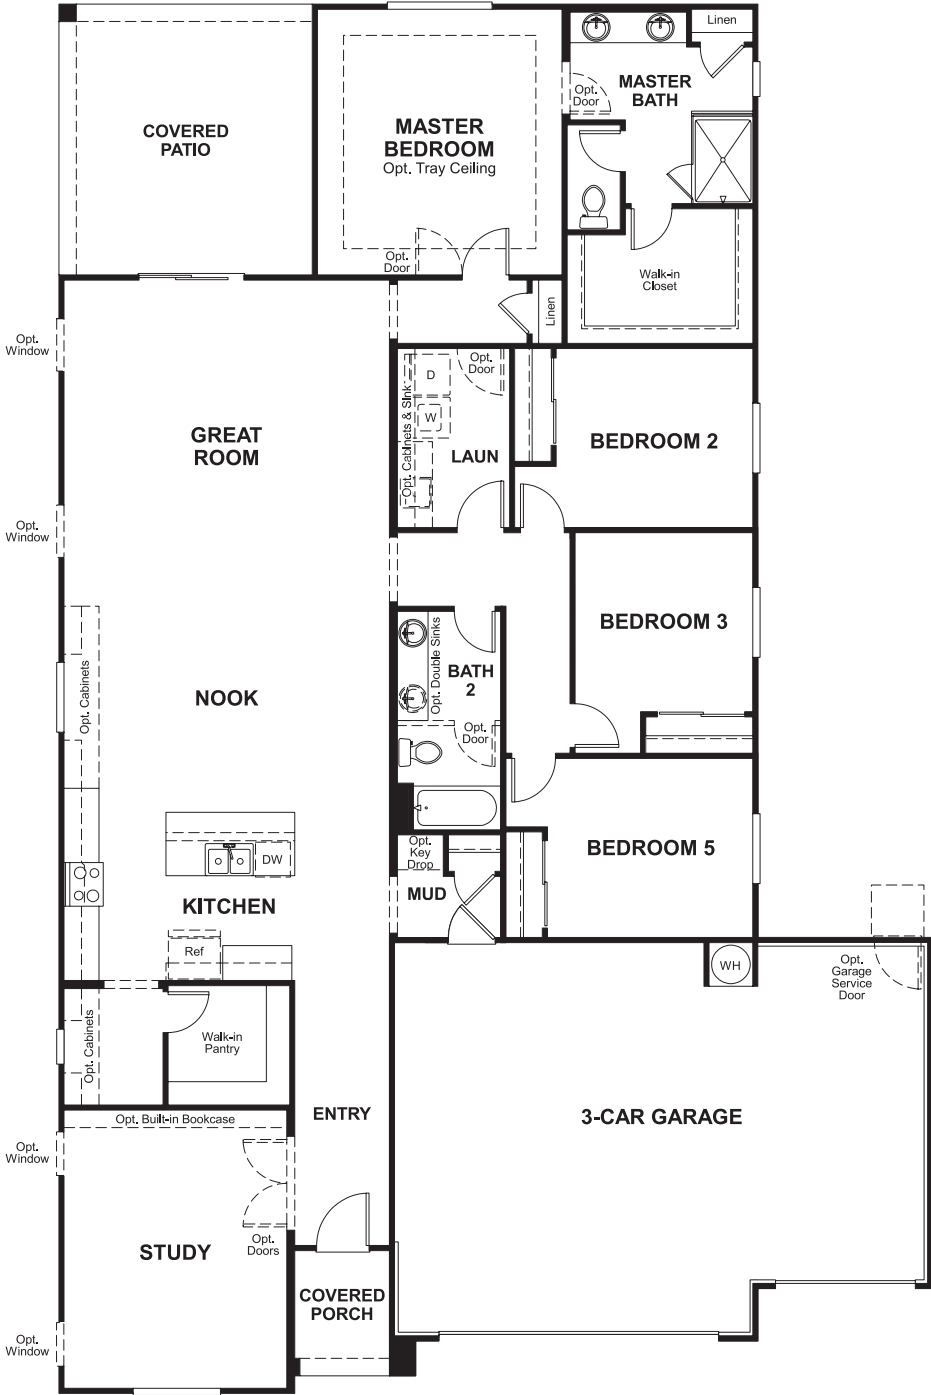 Linen
MASTER
BATH
Opt.
Door
COVERED
PATIO
MASTER
BEDROOM
Opt. Tray Ceiling
Opt.
Door
Walk-in
Closet
Linen
Opt.
Window
Opt.
Door
D
W
Opt. Cabinets & Sink
LAUN
GREAT
ROOM
BEDROOM 2
Opt.
Window
BEDROOM 3
Opt. Double Sinks
BATH
2
Opt. Cabinets
NOOK
Opt.
Door
Opt.
Key
Drop
DW
BEDROOM 5
MUD
KITCHEN
Ref
WH
Opt.
Garage
Service
Door
Opt. Cabinets
Walk-in
Pantry
Opt. Built-in Bookcase
ENTRY
3-CAR GARAGE
Opt.
Window
Opt.
Doors
STUDY
COVERED
PORCH
Opt.
Window